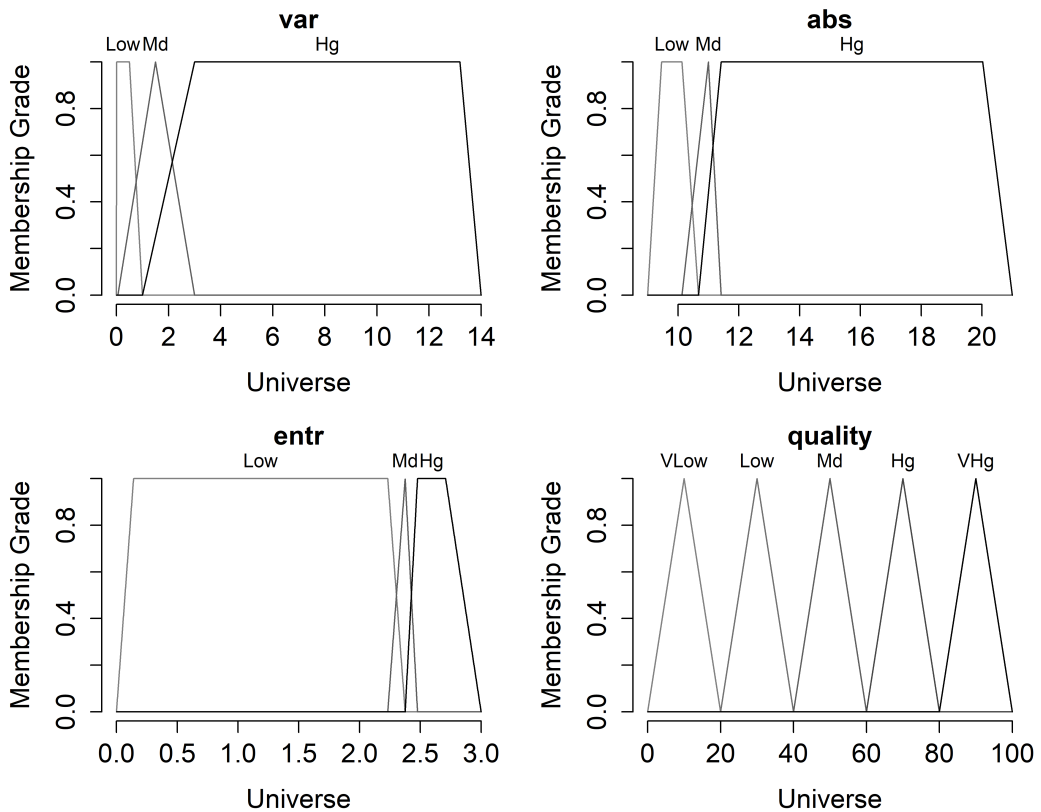 var
Low Md Hg
Membership Grade
0.0 0.4 0.8
0 2 4 6 8 10 12 14
Universe
abs
Low Md Hg
Membership Grade
0.0 0.4 0.8
10 12 14 16 18 20
Universe
entr
Low Md Hg
Membership Grade
0.0 0.4 0.8
0.0 0.5 1.0 1.5 2.0 2.5 3.0
Universe
quality
VLow Low Md Hg VHg
Membership Grade
0.0 0.4 0.8
0 20 40 60 80 100
Universe